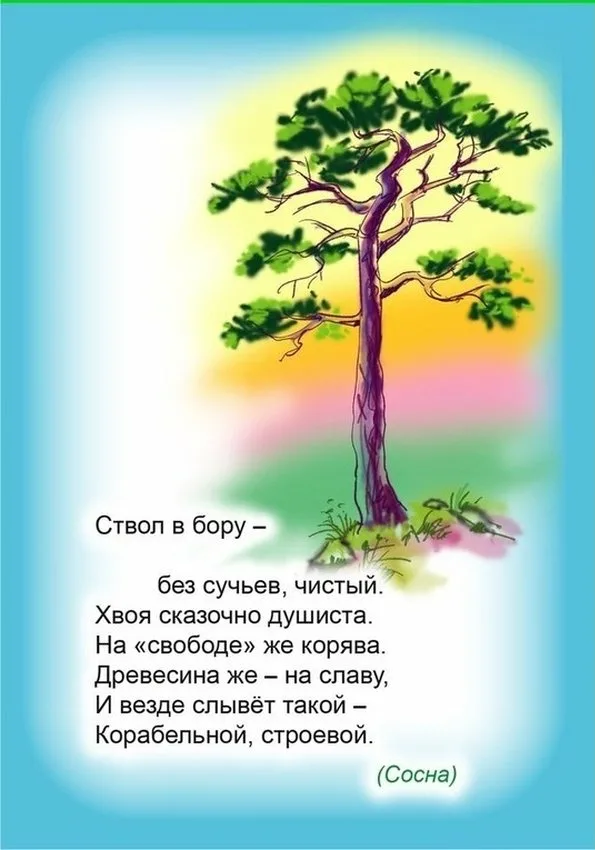 Ствол в бору –
без сучьев, чистый.
Хвоя сказочно душиста.
На «свободе» же корява.
Древесина же – на славу,
И везде слывёт такой –
Корабельной, строевой.
(Сосна)